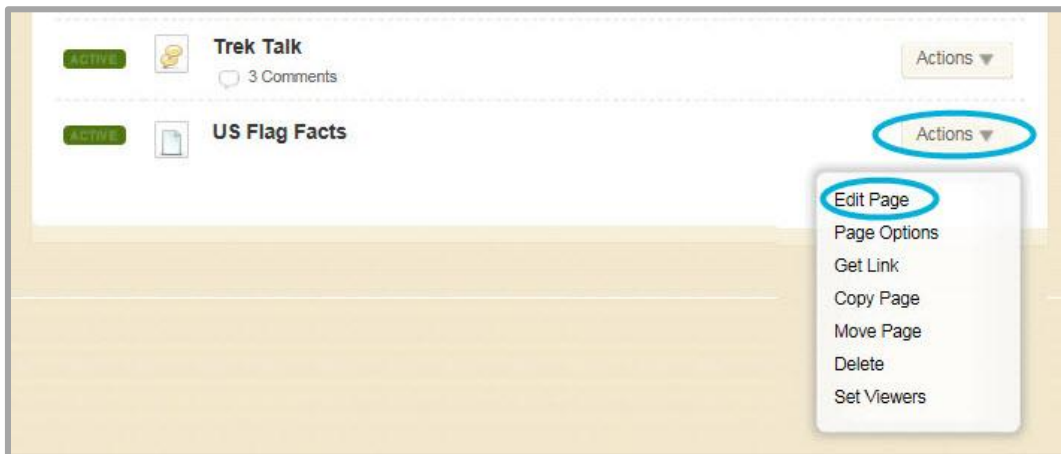 ACTIVE Trek Talk Actions
3 Comments
ACTIVE US Flag Facts Actions
Edit Page
Page Options
Get Link
Copy Page
Move Page
Delete
Set Viewers